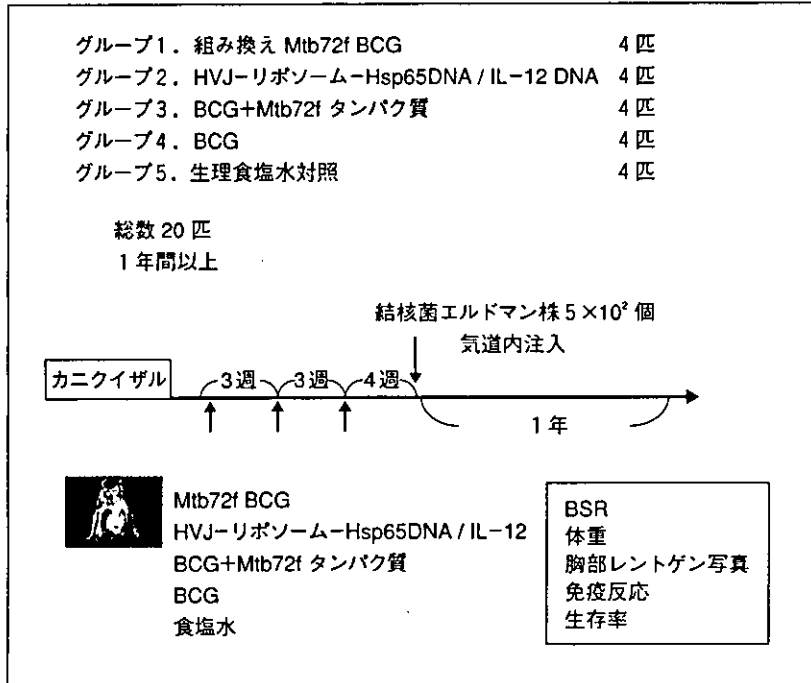 グループ1．組み換え Mtb72f BCG 4 匹
グループ2．HVJ－リポソーム－Hsp65DNA / IL－12 DNA 4 匹
グループ3．BCG＋Mtb72f タンパク質 4 匹
グループ4．BCG 4 匹
グループ5．生理食塩水対照 4 匹
総数 20 匹
1 年間以上
結核菌エルドマン株 5 ×10² 個
気道内注入
カニクイザル
3 週
3 週
4 週
1 年
Mtb72f BCG
HVJ－リポソーム－Hsp65DNA / IL－12
BCG＋Mtb72f タンパク質
BCG
食塩水
BSR
体重
胸部レントゲン写真
免疫反応
生存率